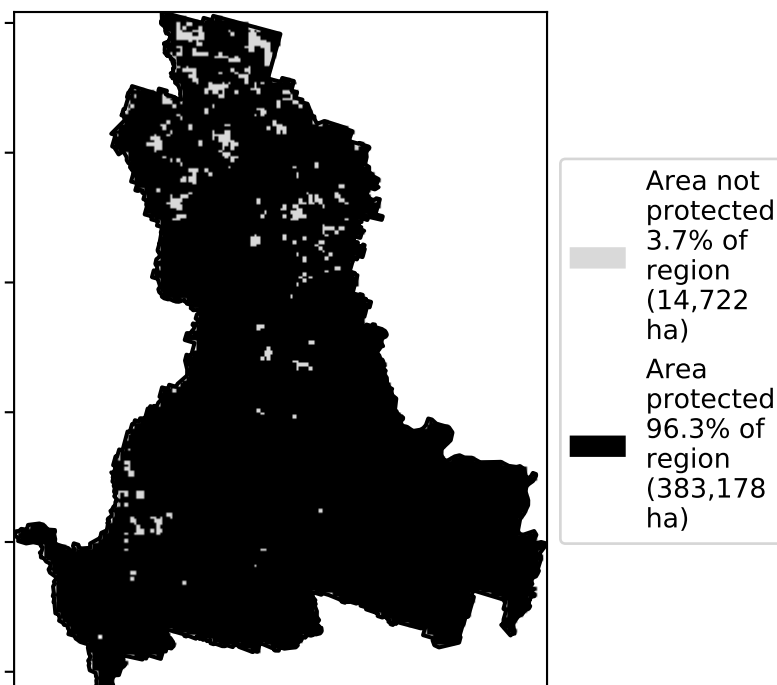 Area not
protected
3.7% of
region
(14,722
ha)
Area
protected
96.3% of
region
(383,178
ha)